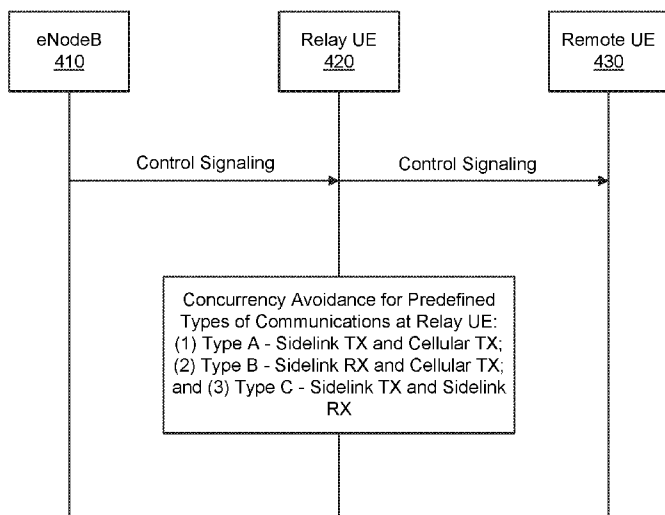 eNodeB
410
Relay UE
420
Remote UE
430
Control Signaling
Control Signaling
Concurrency Avoidance for Predefined
Types of Communications at Relay UE:
(1) Type A - Sidelink TX and Cellular TX;
(2) Type B - Sidelink RX and Cellular TX;
and (3) Type C - Sidelink TX and Sidelink
RX